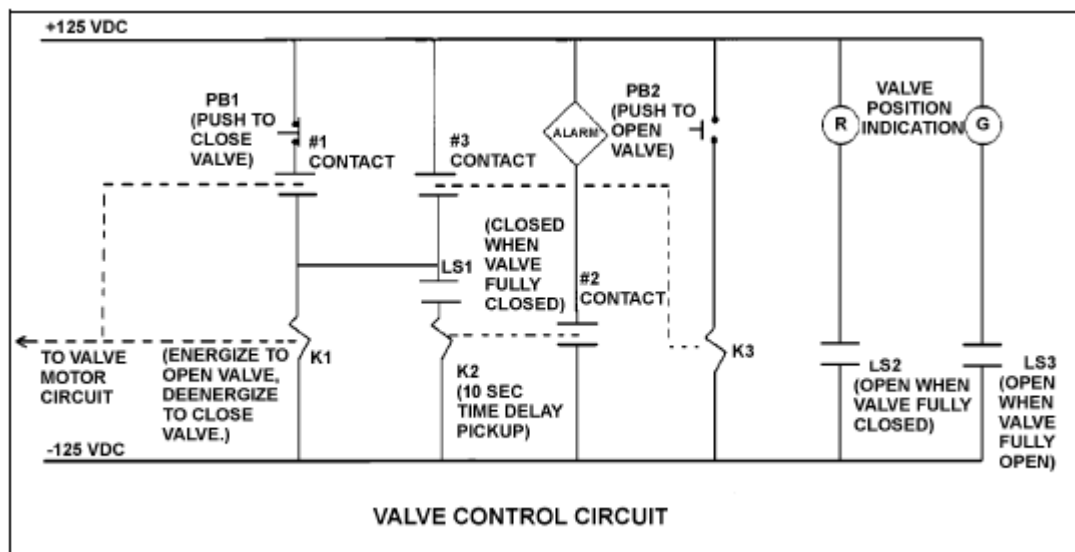 +125 VDC
PB1
(PUSH TO
CLOSE
VALVE)
#1
CONTACT
#3
CONTACT
ALARM
PB2
(PUSH TO
OPEN
VALVE)
VALVE
POSITION
INDICATION
R
G
(CLOSED
WHEN
VALVE
FULLY
CLOSED)
LS1
#2
CONTACT
TO VALVE
MOTOR
CIRCUIT
(ENERGIZE TO
OPEN VALVE,
DEENERGIZE
TO CLOSE
VALVE.)
K1
K2
(10 SEC
TIME DELAY
PICKUP)
K3
LS2
(OPEN WHEN
VALVE FULLY
CLOSED)
LS3
(OPEN
WHEN
VALVE
FULLY
OPEN)
-125 VDC
VALVE CONTROL CIRCUIT